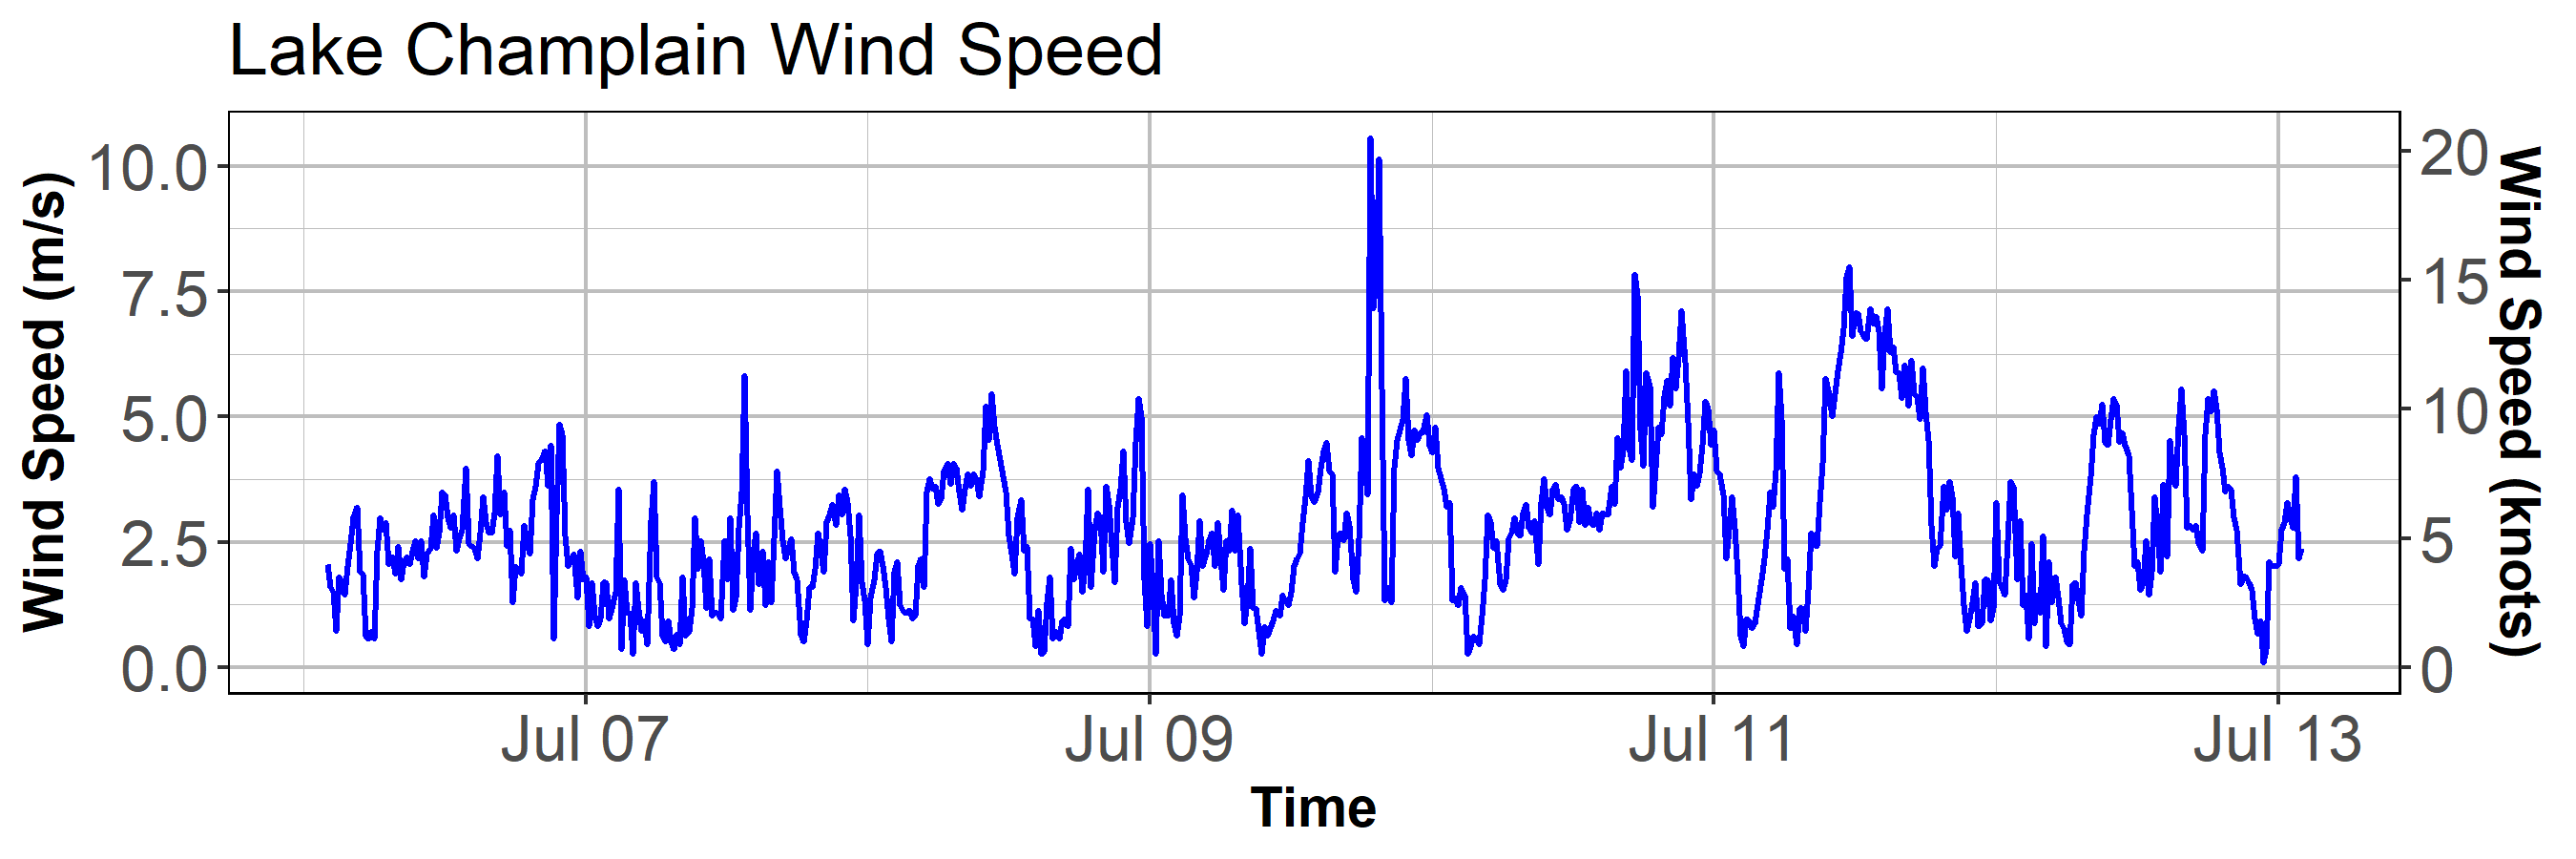 Lake Champlain Wind Speed
Wind Speed (m/s)
10.0
7.5
5.0
2.5
0.0
20
15
10
5
0
Wind Speed (knots)
Jul 07 Jul 09 Jul 11 Jul 13
Time